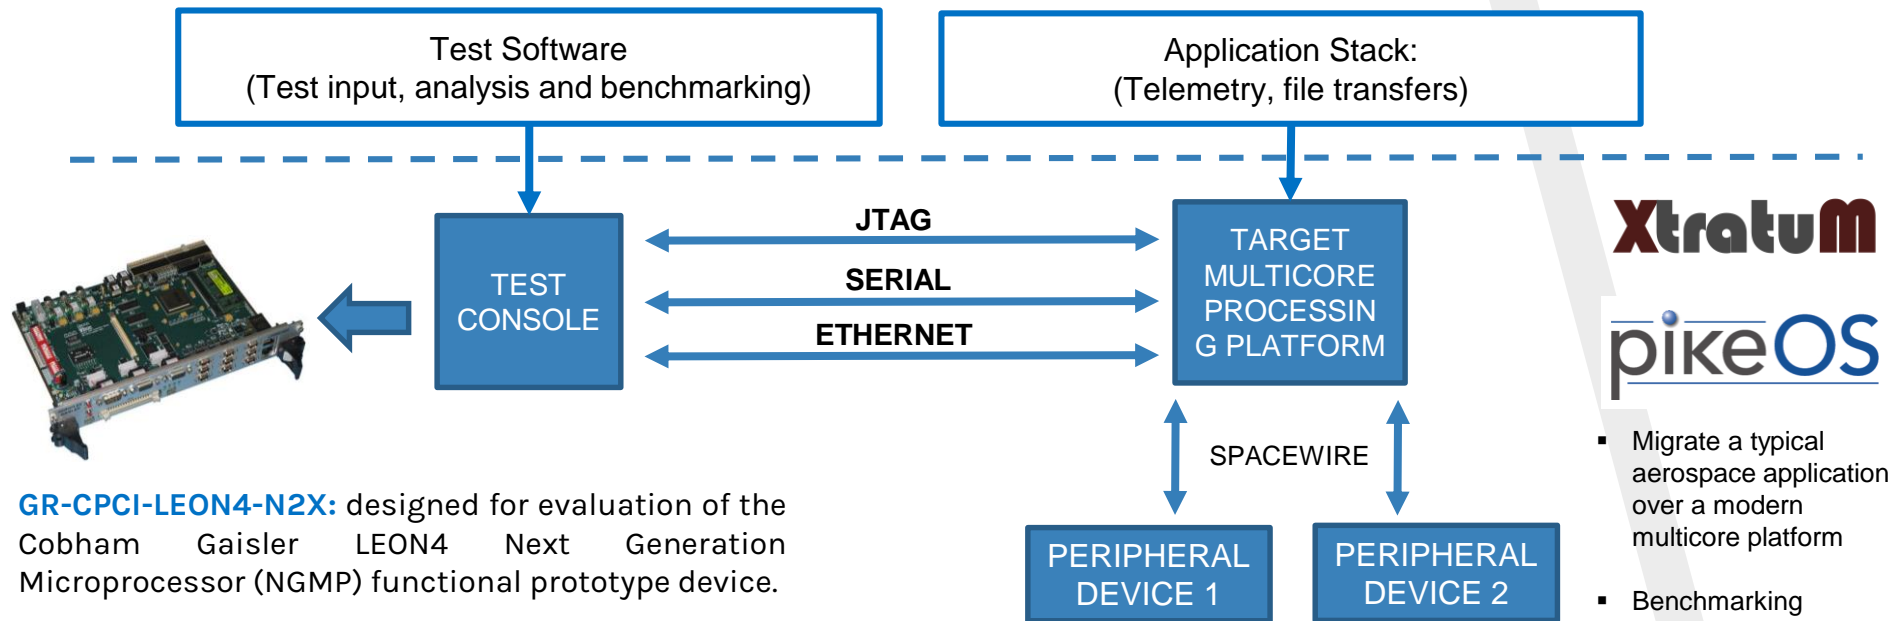 Test Software
(Test input, analysis and benchmarking)
Application Stack:
(Telemetry, file transfers)
TEST
CONSOLE
JTAG
SERIAL
ETHERNET
TARGET
MULTICORE
PROCESSIN
G PLATFORM
XtratuM
pikeOS
SPACEWIRE
PERIPHERAL
DEVICE 1
PERIPHERAL
DEVICE 2
GR-CPCI-LEON4-N2X: designed for evaluation of the
Cobham Gaisler LEON4 Next Generation
Microprocessor (NGMP) functional prototype device.
▪ Migrate a typical
aerospace application
over a modern
multicore platform
▪ Benchmarking